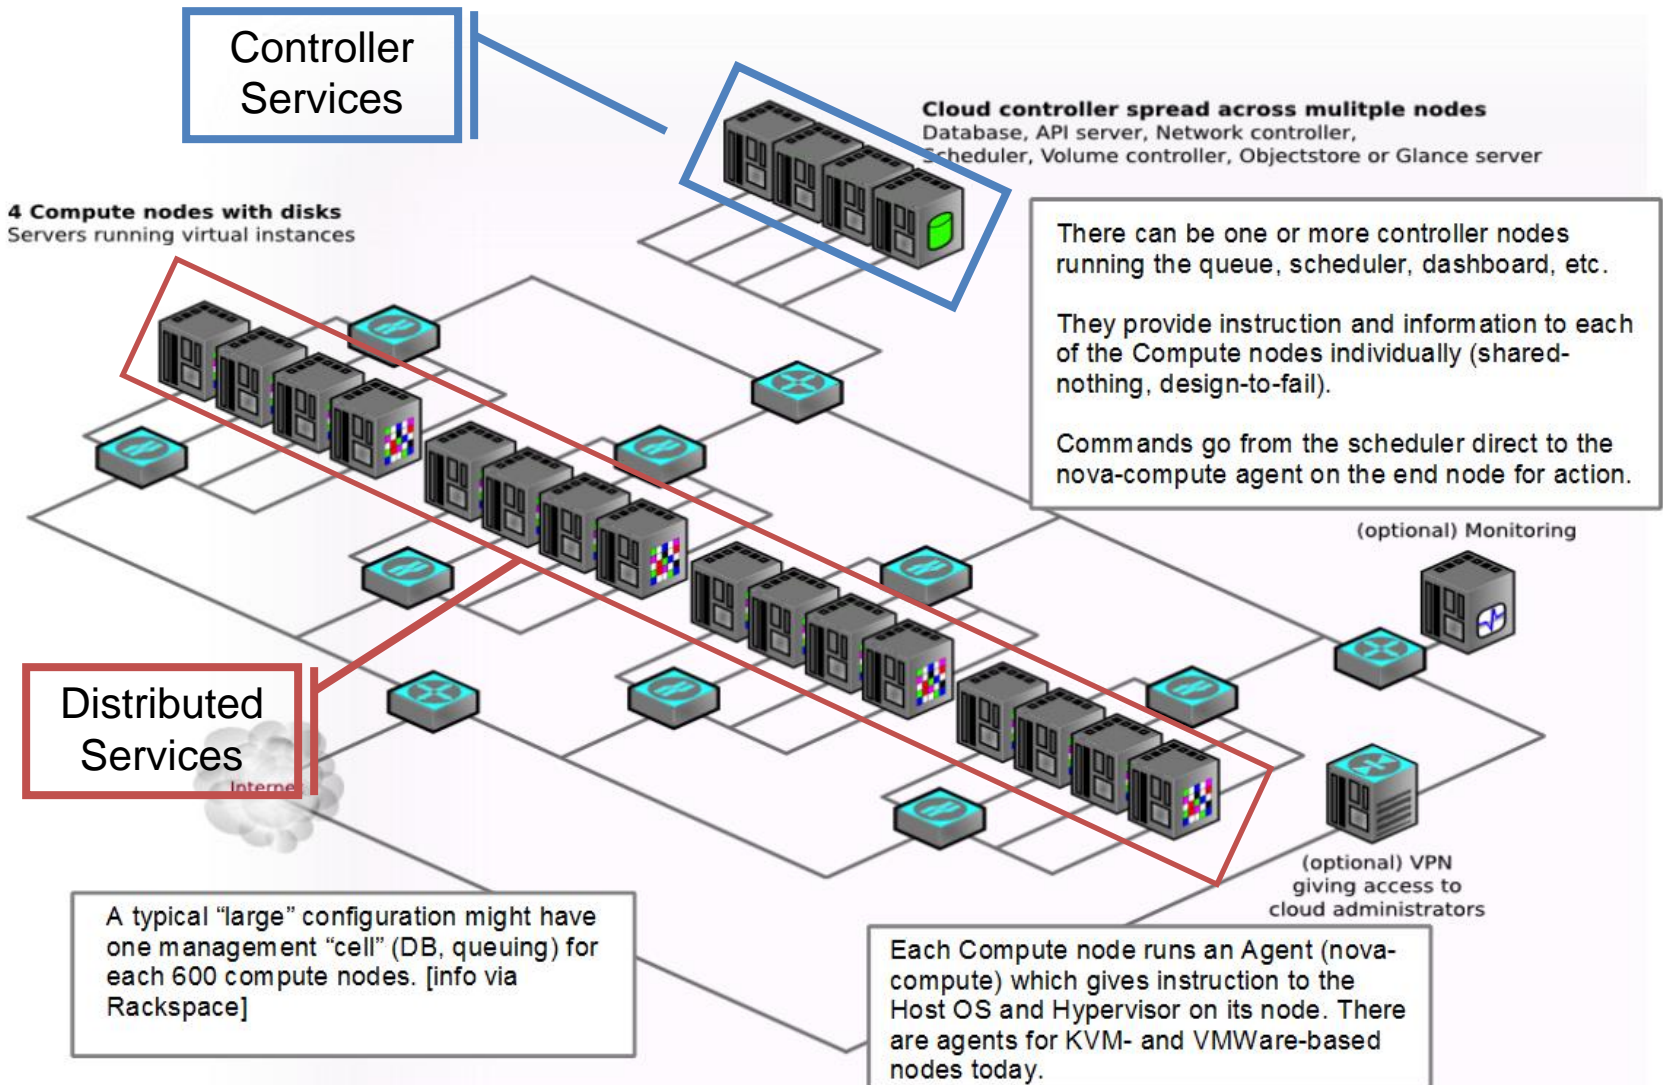 Controller
Services
Cloud controller spread across mulitple nodes
Database, API server, Network controller,
Scheduler, Volume controller, Objectstore or Glance server
4 Compute nodes with disks
Servers running virtual instances
There can be one or more controller nodes
running the queue, scheduler, dashboard, etc.
They provide instruction and information to each
of the Compute nodes individually (shared-
nothing, design-to-fail).
Commands go from the scheduler direct to the
nova-compute agent on the end node for action.
(optional) Monitoring
Distributed
Services
Internet
(optional) VPN
giving access to
cloud administrators
A typical “large” configuration might have
one management “cell” (DB, queuing) for
each 600 compute nodes. [info via
Rackspace]
Each Compute node runs an Agent (nova-
compute) which gives instruction to the
Host OS and Hypervisor on its node. There
are agents for KVM- and VMWare-based
nodes today.